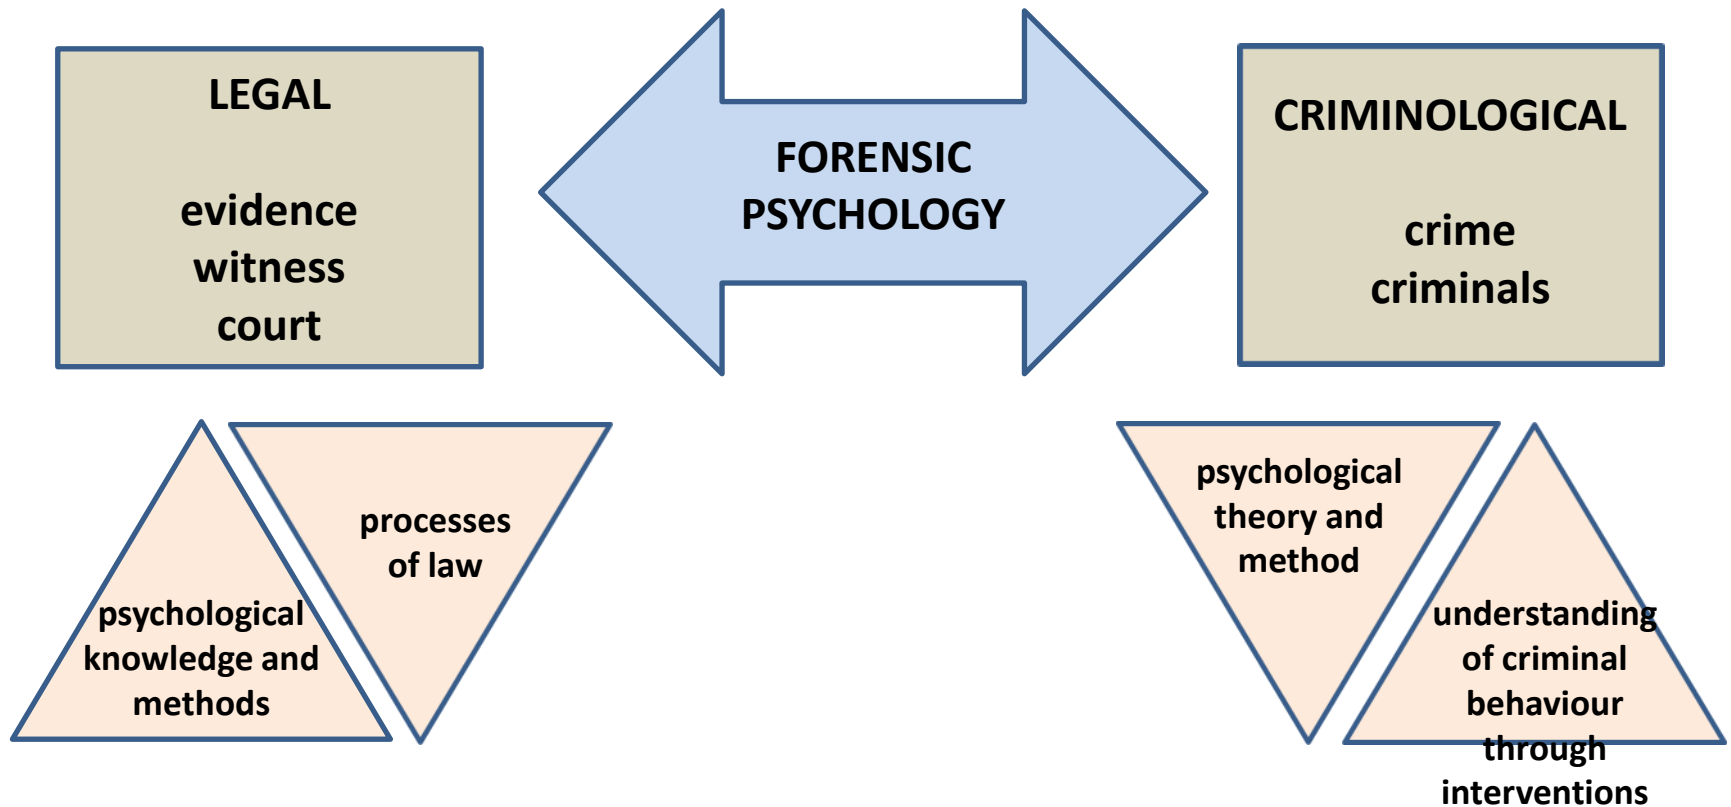 LEGAL
evidence
witness
court
FORENSIC
PSYCHOLOGY
CRIMINOLOGICAL
crime
criminals
psychological
knowledge and
methods
processes
of law
psychological
theory and
method
understanding
of criminal
behaviour
through
interventions